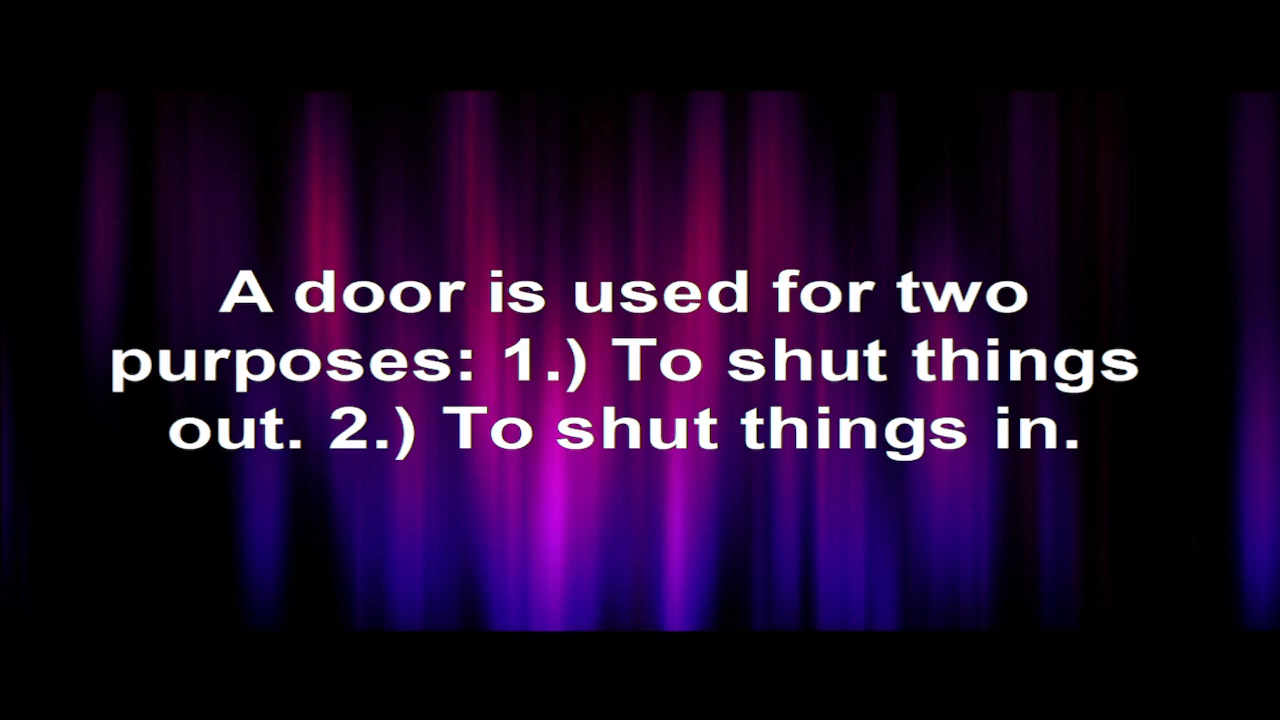 A door is used for two
purposes: 1.) To shut things
out. 2.) To shut things in.